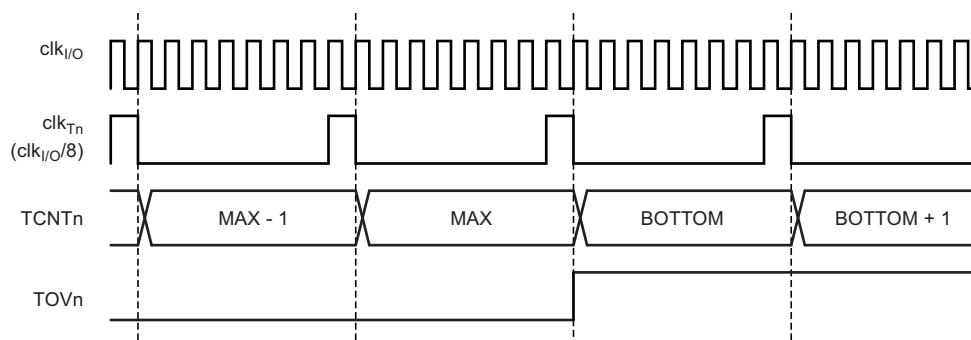 clkI/O
clkTn
(clkI/O/8)
TCNTn MAX - 1 MAX BOTTOM BOTTOM + 1
TOVn